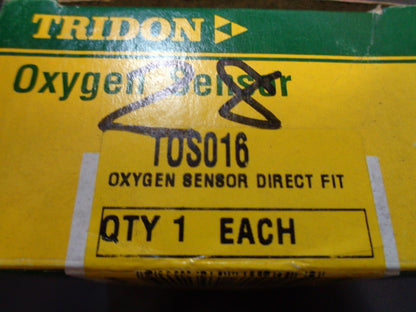 TRIDON
Oxygen Sensor
28
TOS016
OXYGEN SENSOR DIRECT FIT
QTY 1 EACH